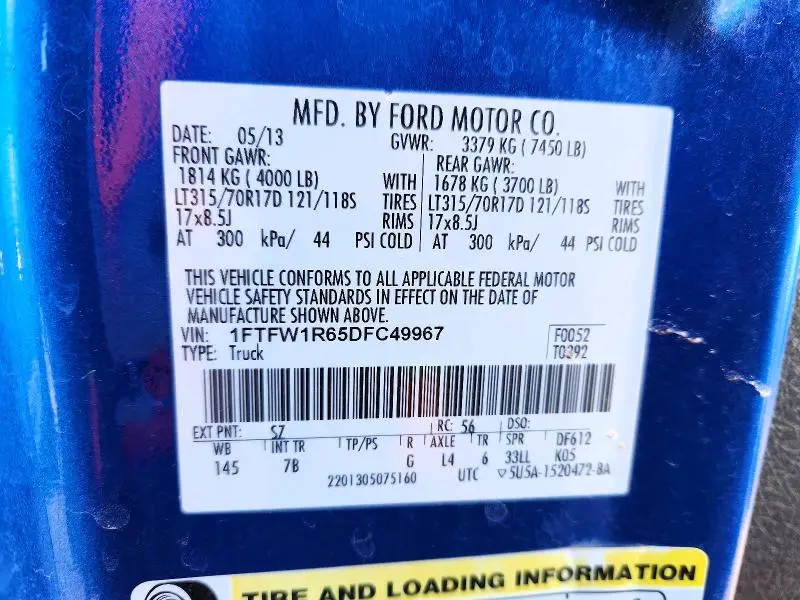 MFD. BY FORD MOTOR CO.
DATE: 05/13 GVWR: 3379 KG ( 7450 LB)
FRONT GAWR: REAR GAWR:
1814 KG ( 4000 LB) WITH 1678 KG ( 3700 LB) WITH
LT315/70R17D 121/118S TIRES LT315/70R17D 121/118S TIRES
17x8.5J RIMS 17x8.5J RIMS
AT 300 kPa/ 44 PSI COLD AT 300 kPa/ 44 PSI COLD
THIS VEHICLE CONFORMS TO ALL APPLICABLE FEDERAL MOTOR
VEHICLE SAFETY STANDARDS IN EFFECT ON THE DATE OF
MANUFACTURE SHOWN ABOVE.
VIN: 1FTFW1R65DFC49967 F0052
TYPE: Truck T0292
EXT PNT: SZ RC: 56 DSO:
WB INT TR TP/PS R AXLE TR SPR DF612
145 7B G L4 6 33LL K05
2201305075160 UTC ▽5U5A-1520472-BA
TIRE AND LOADING INFORMATION